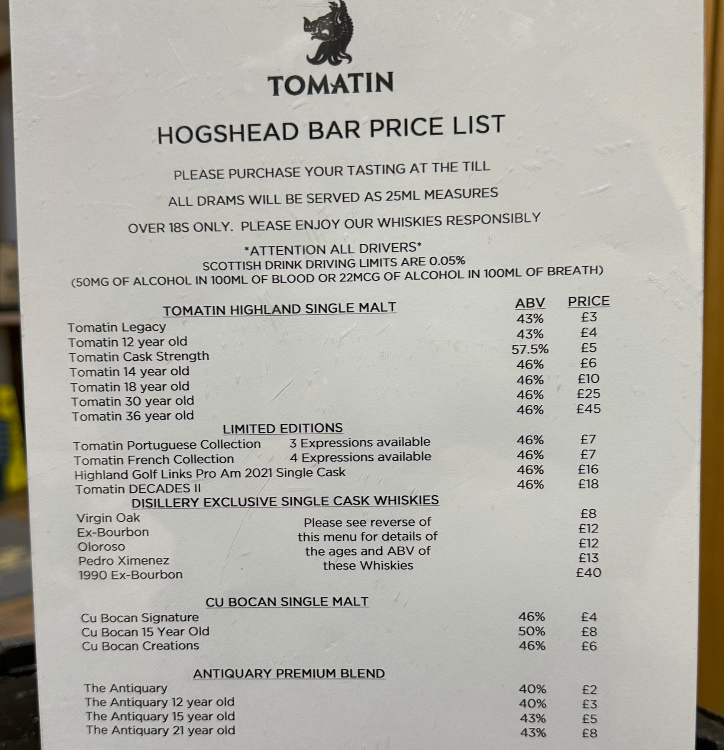 TOMATIN
HOGSHEAD BAR PRICE LIST
PLEASE PURCHASE YOUR TASTING AT THE TILL
ALL DRAMS WILL BE SERVED AS 25ML MEASURES
OVER 18S ONLY. PLEASE ENJOY OUR WHISKIES RESPONSIBLY
*ATTENTION ALL DRIVERS*
SCOTTISH DRINK DRIVING LIMITS ARE 0.05%
(50MG OF ALCOHOL IN 100ML OF BLOOD OR 22MCG OF ALCOHOL IN 100ML OF BREATH)
TOMATIN HIGHLAND SINGLE MALT ABV PRICE
Tomatin Legacy 43% £3
Tomatin 12 year old 43% £4
Tomatin Cask Strength 57.5% £5
Tomatin 14 year old 46% £6
Tomatin 18 year old 46% £10
Tomatin 30 year old 46% £25
Tomatin 36 year old 46% £45
LIMITED EDITIONS
Tomatin Portuguese Collection 3 Expressions available 46% £7
Tomatin French Collection 4 Expressions available 46% £7
Highland Golf Links Pro Am 2021 Single Cask 46% £16
Tomatin DECADES II 46% £18
DISILLERY EXCLUSIVE SINGLE CASK WHISKIES
Virgin Oak Please see reverse of £8
Ex-Bourbon this menu for details of £12
Oloroso the ages and ABV of £12
Pedro Ximenez these Whiskies £13
1990 Ex-Bourbon £40
CU BOCAN SINGLE MALT
Cu Bocan Signature 46% £4
Cu Bocan 15 Year Old 50% £8
Cu Bocan Creations 46% £6
ANTIQUARY PREMIUM BLEND
The Antiquary 40% £2
The Antiquary 12 year old 40% £3
The Antiquary 15 year old 43% £5
The Antiquary 21 year old 43% £8